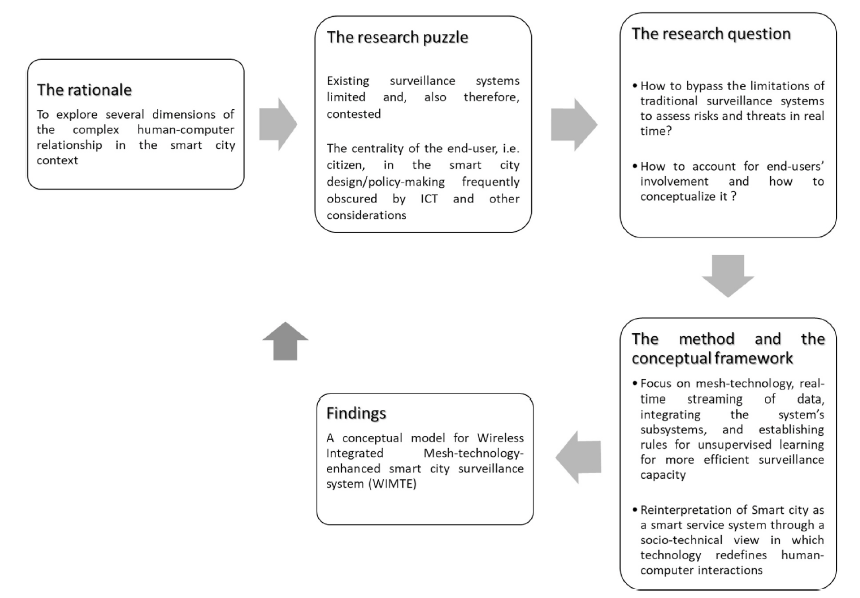 The rationale
To explore several dimensions of
the complex human-computer
relationship in the smart city
context
The research puzzle
Existing surveillance systems
limited and, also therefore,
contested
The centrality of the end-user, i.e.
citizen, in the smart city
design/policy-making frequently
obscured by ICT and other
considerations
The research question
• How to bypass the limitations of
traditional surveillance systems
to assess risks and threats in real
time?
• How to account for end-users'
involvement and how to
conceptualize it ?
The method and the
conceptual framework
• Focus on mesh-technology, real-
time streaming of data,
integrating the system's
subsystems, and establishing
rules for unsupervised learning
for more efficient surveillance
capacity
• Reinterpretation of Smart city as
a smart service system through a
socio-technical view in which
technology redefines human-
computer interactions
Findings
A conceptual model for Wireless
Integrated Mesh-technology-
enhanced smart city surveillance
system (WIMTE)